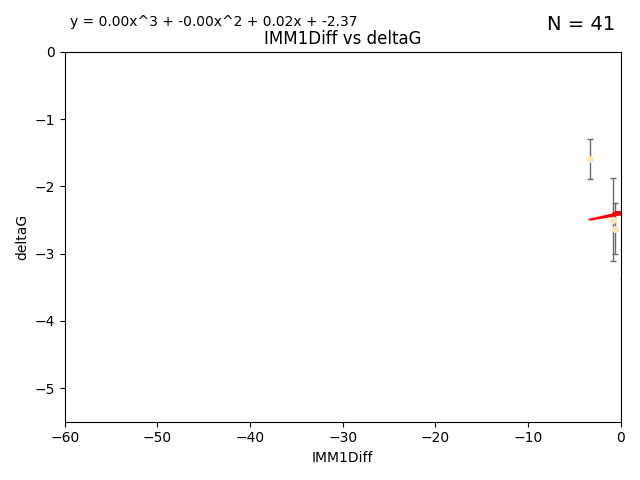 y = 0.00x^3 + -0.00x^2 + 0.02x + -2.37
N = 41
IMM1Diff vs deltaG
0
−1
−2
−3
−4
−5
deltaG
−60 −50 −40 −30 −20 −10 0
IMM1Diff